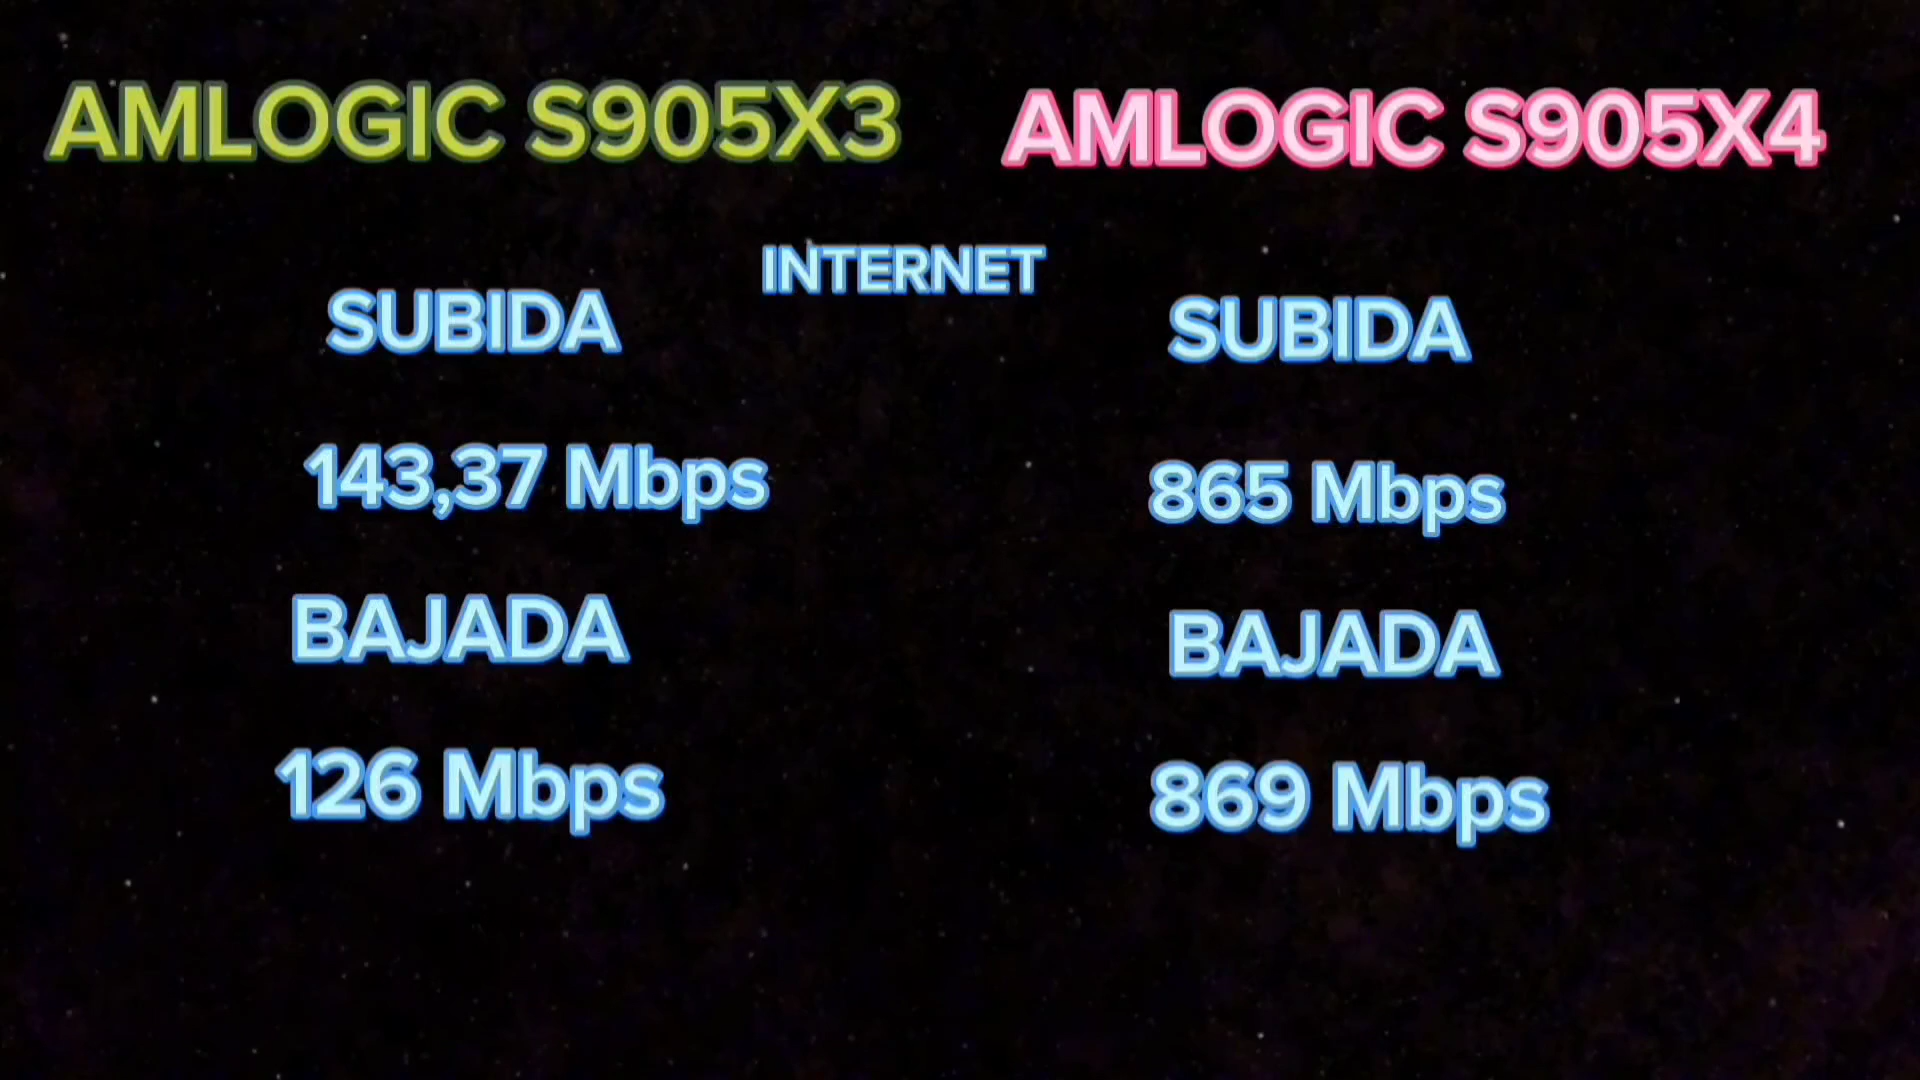 AMLOGIC S905X3
AMLOGIC S905X4
INTERNET
SUBIDA
143,37 Mbps
BAJADA
126 Mbps
SUBIDA
865 Mbps
BAJADA
869 Mbps